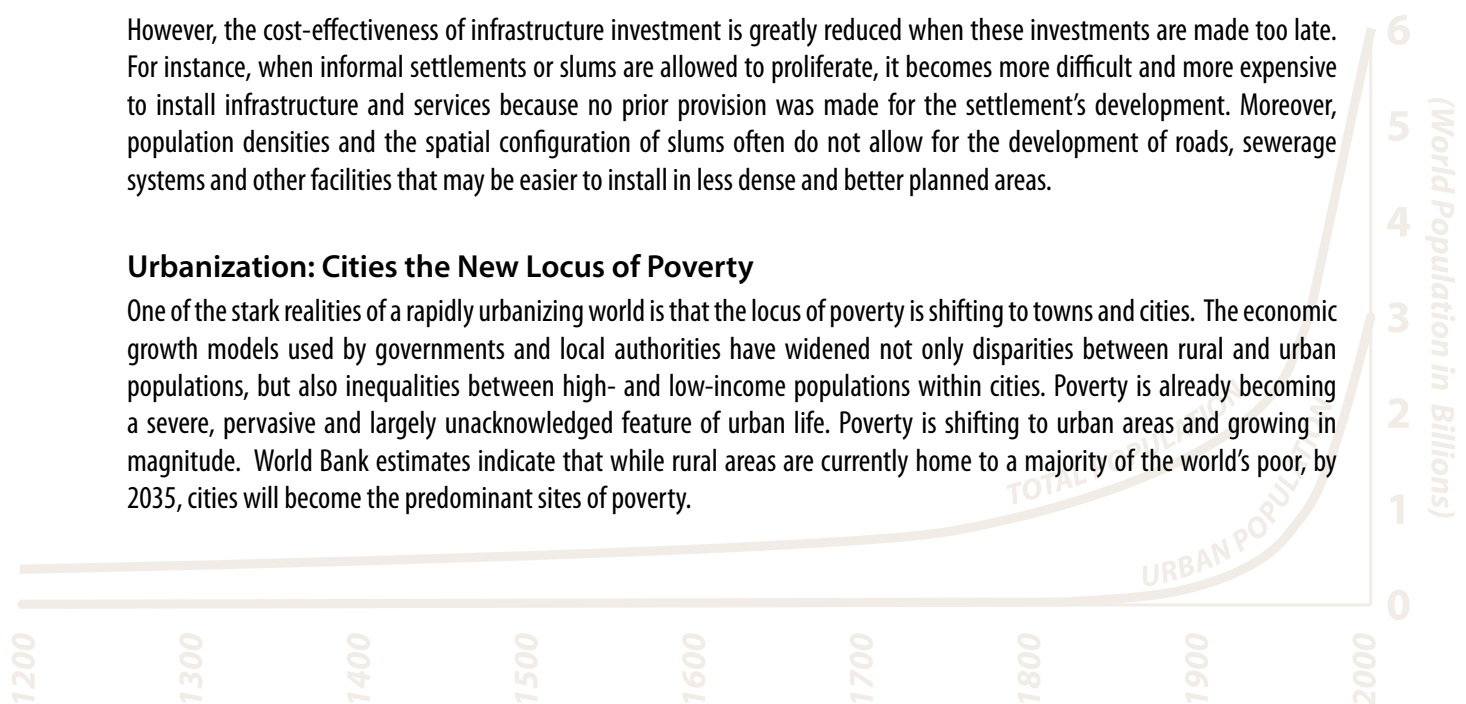 However, the cost-effectiveness of infrastructure investment is greatly reduced when these investments are made too late.
For instance, when informal settlements or slums are allowed to proliferate, it becomes more difficult and more expensive
to install infrastructure and services because no prior provision was made for the settlement’s development. Moreover,
population densities and the spatial configuration of slums often do not allow for the development of roads, sewerage
systems and other facilities that may be easier to install in less dense and better planned areas.
Urbanization: Cities the New Locus of Poverty
One of the stark realities of a rapidly urbanizing world is that the locus of poverty is shifting to towns and cities. The economic
growth models used by governments and local authorities have widened not only disparities between rural and urban
populations, but also inequalities between high- and low-income populations within cities. Poverty is already becoming
a severe, pervasive and largely unacknowledged feature of urban life. Poverty is shifting to urban areas and growing in
magnitude. World Bank estimates indicate that while rural areas are currently home to a majority of the world’s poor, by
2035, cities will become the predominant sites of poverty.
TOTAL POPULATION
URBAN POPULATION
6
5
4
3
2
1
0
(World Population in Billions)
1200
1300
1400
1500
1600
1700
1800
1900
2000